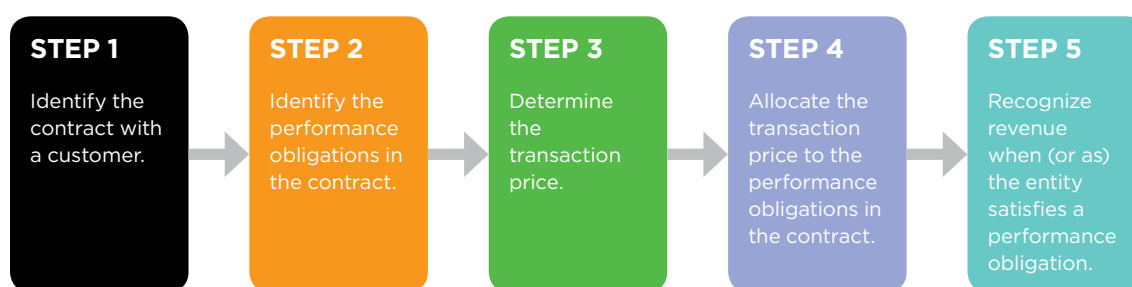 STEP 1
Identify the
contract with
a customer.
STEP 2
Identify the
performance
obligations in
the contract.
STEP 3
Determine
the
transaction
price.
STEP 4
Allocate the
transaction
price to the
performance
obligations in
the contract.
STEP 5
Recognize
revenue
when (or as)
the entity
satisfies a
performance
obligation.